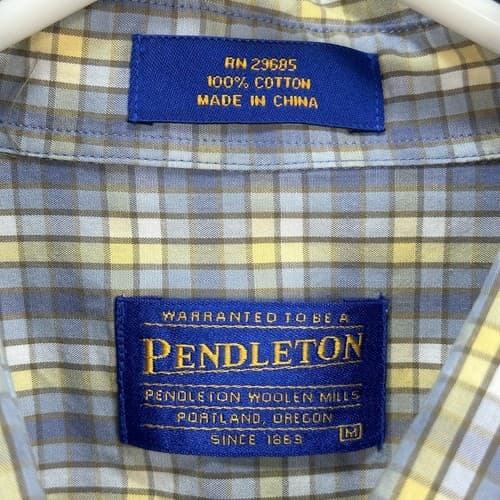 RN 29685
100% COTTON
MADE IN CHINA
WARRANTED TO BE A
PENDLETON
PENDLETON WOOLEN MILLS
PORTLAND, OREGON
SINCE 1863
M